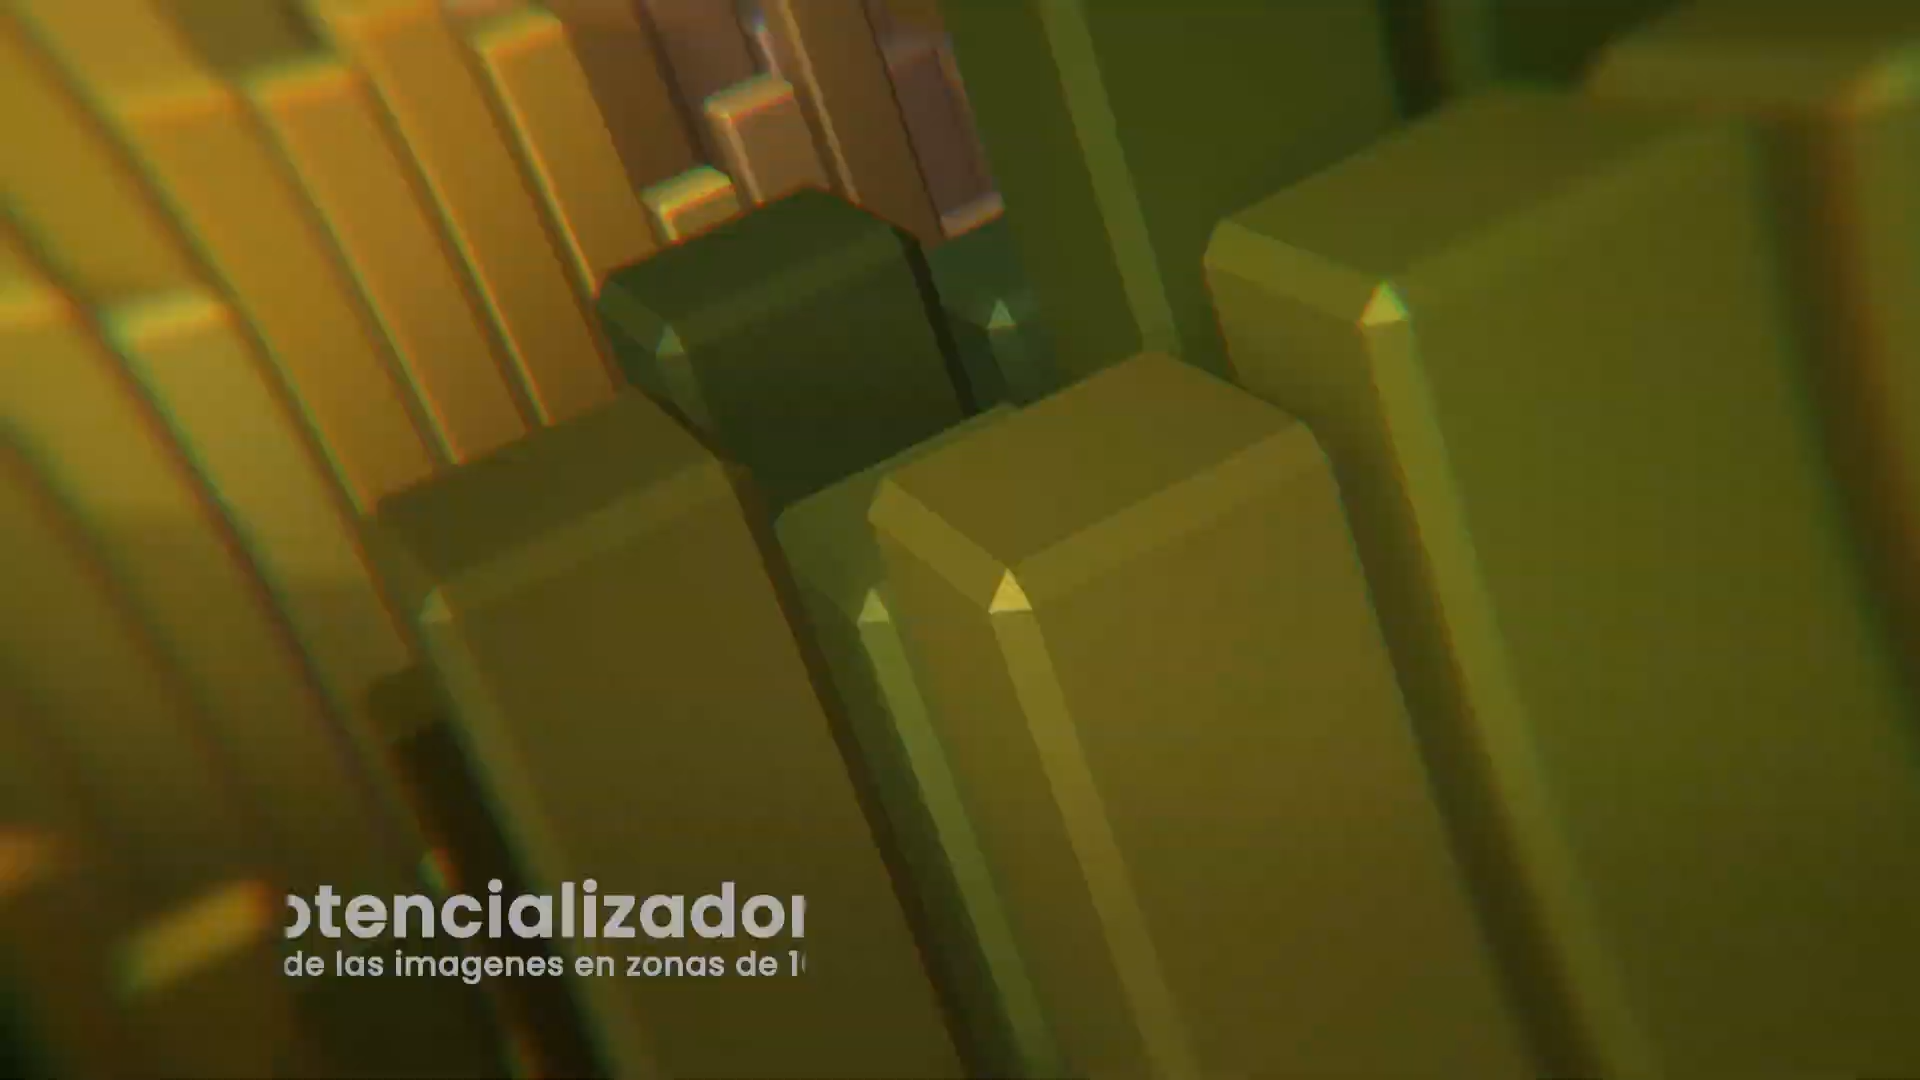 otencializador
de las imagenes en zonas de 1